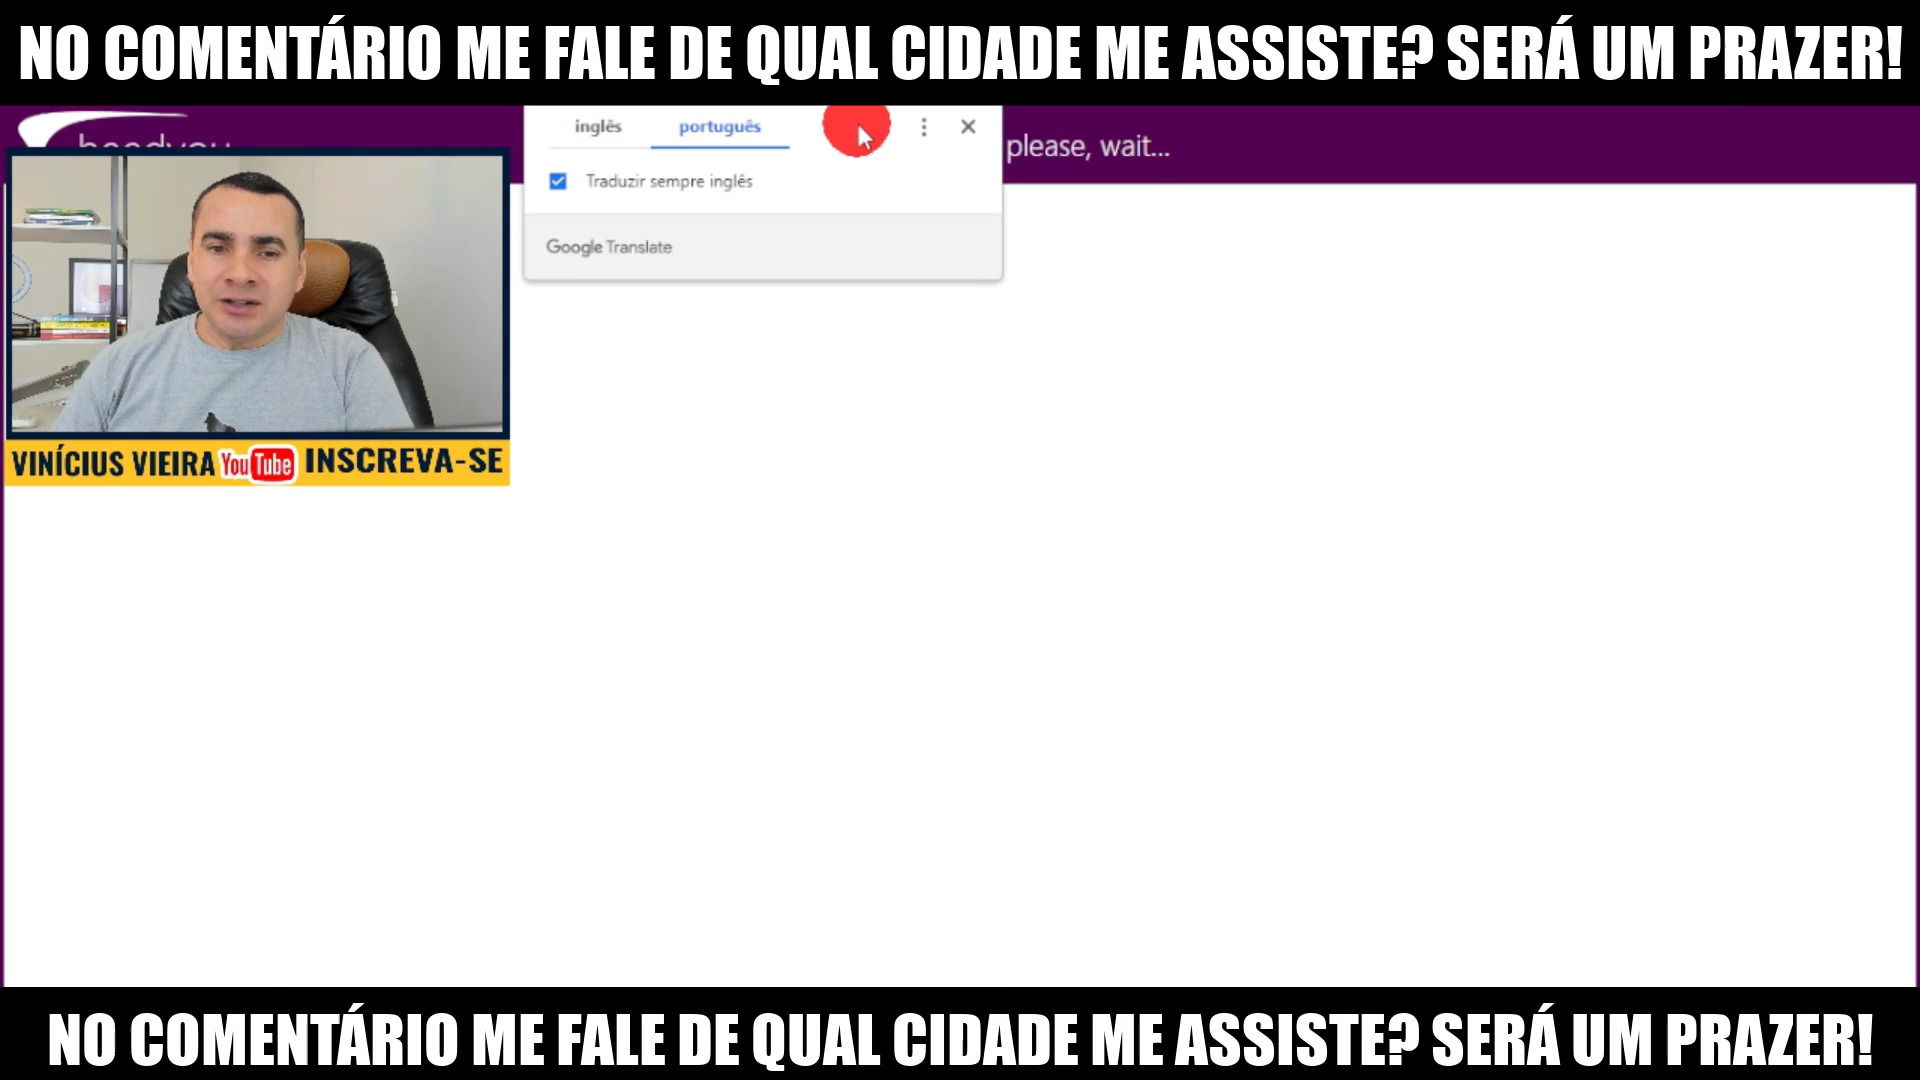 NO COMENTÁRIO ME FALE DE QUAL CIDADE ME ASSISTE? SERÁ UM PRAZER!
inglês português
please, wait...
Traduzir sempre inglês
Google Translate
VINÍCIUS VIEIRA YouTube INSCREVA-SE
NO COMENTÁRIO ME FALE DE QUAL CIDADE ME ASSISTE? SERÁ UM PRAZER!